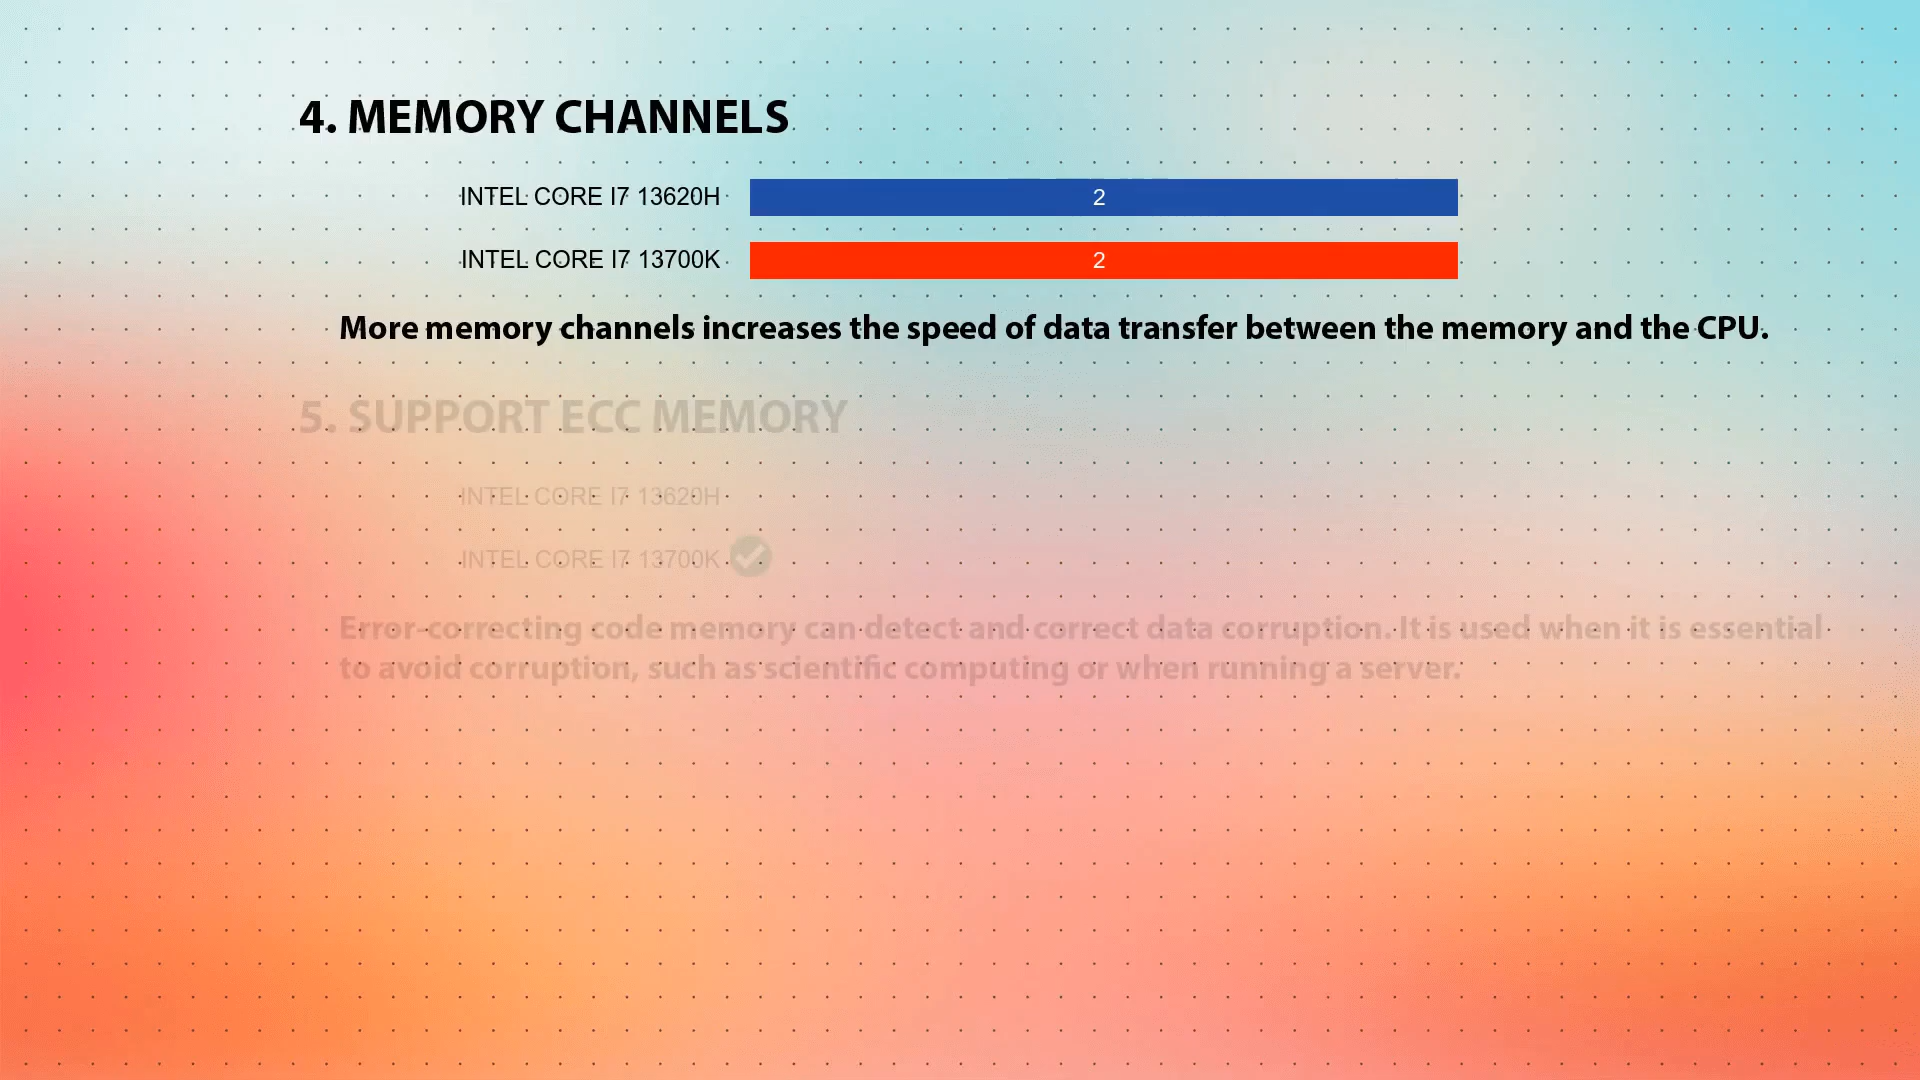 4. MEMORY CHANNELS
INTEL CORE I7 13620H
2
INTEL CORE I7 13700K
2
More memory channels increases the speed of data transfer between the memory and the CPU.
5. SUPPORT ECC MEMORY
INTEL CORE I7 13620H
INTEL CORE I7 13700K
Error-correcting code memory can detect and correct data corruption. It is used when it is essential
to avoid corruption, such as scientific computing or when running a server.